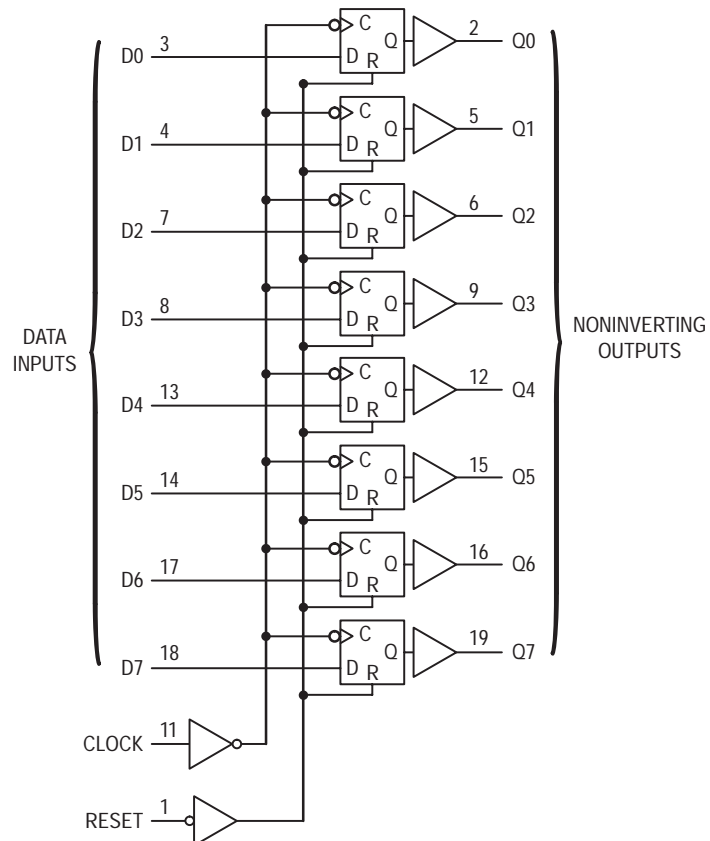 C
Q
D0 3
D R
2 Q0
C
Q
D1 4
D R
5 Q1
C
Q
D2 7
D R
6 Q2
C
Q
D3 8
D R
9 Q3
C
Q
D4 13
D R
12 Q4
C
Q
D5 14
D R
15 Q5
C
Q
D6 17
D R
16 Q6
C
Q
D7 18
D R
19 Q7
DATA
INPUTS
NONINVERTING
OUTPUTS
CLOCK 11
RESET 1